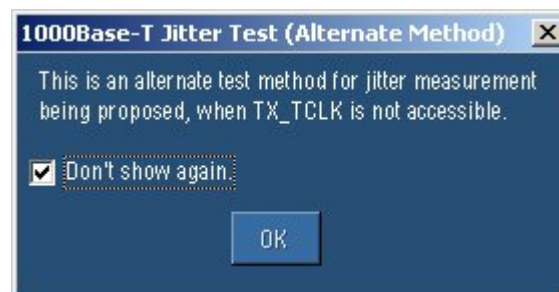 1000Base-T Jitter Test (Alternate Method)
This is an alternate test method for jitter measurement
being proposed, when TX_TCLK is not accessible.
Don't show again.
OK